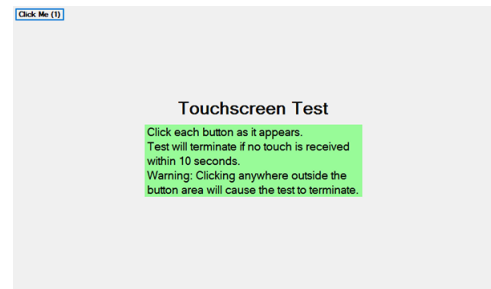 Click Me (1)
Touchscreen Test
Click each button as it appears.
Test will terminate if no touch is received
within 10 seconds.
Warning: Clicking anywhere outside the
button area will cause the test to terminate.